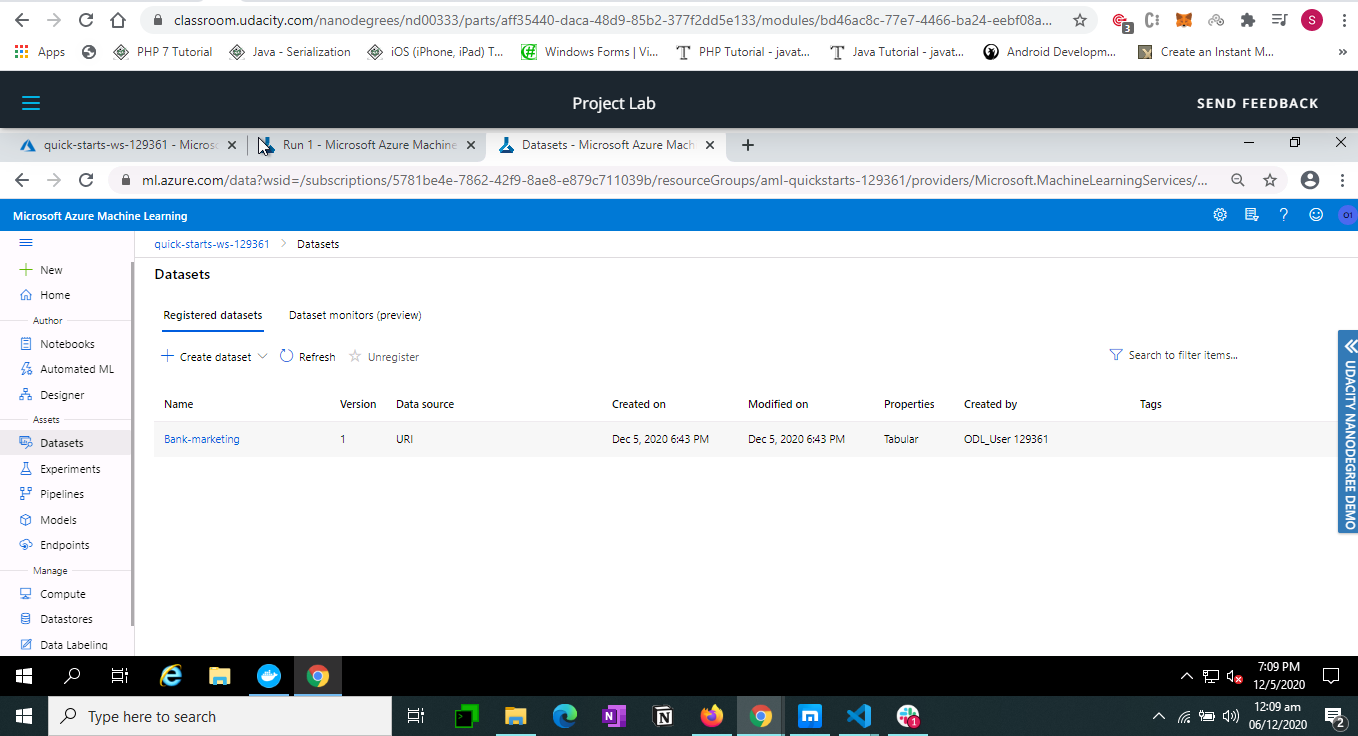 classroom.udacity.com/nanodegrees/nd00333/parts/aff35440-daca-48d9-85b2-377f2dd5e133/modules/bd46ac8c-77e7-4466-ba24-eebf08a...
3
S
Apps
PHP 7 Tutorial
Java - Serialization
iOS (iPhone, iPad) T...
Windows Forms | Vi...
PHP Tutorial - javat...
Java Tutorial - javat...
Android Developm...
Create an Instant M...
Project Lab
SEND FEEDBACK
quick-starts-ws-129361 - Microso
Run 1 - Microsoft Azure Machine
Datasets - Microsoft Azure Mach
ml.azure.com/data?wsid=/subscriptions/5781be4e-7862-42f9-8ae8-e879c711039b/resourceGroups/aml-quickstarts-129361/providers/Microsoft.MachineLearningServices/...
Microsoft Azure Machine Learning
O1
quick-starts-ws-129361 > Datasets
New
Home
Author
Notebooks
Automated ML
Designer
Assets
Datasets
Experiments
Pipelines
Models
Endpoints
Manage
Compute
Datastores
Data Labeling
Datasets
Registered datasets
Dataset monitors (preview)
Create dataset
Refresh
Unregister
Search to filter items...
Name Version Data source Created on Modified on Properties Created by Tags
Bank-marketing 1 URI Dec 5, 2020 6:43 PM Dec 5, 2020 6:43 PM Tabular ODL_User 129361
UDACITY NANODEGREE DEMO
7:09 PM
12/5/2020
Type here to search
1
12:09 am
06/12/2020
2